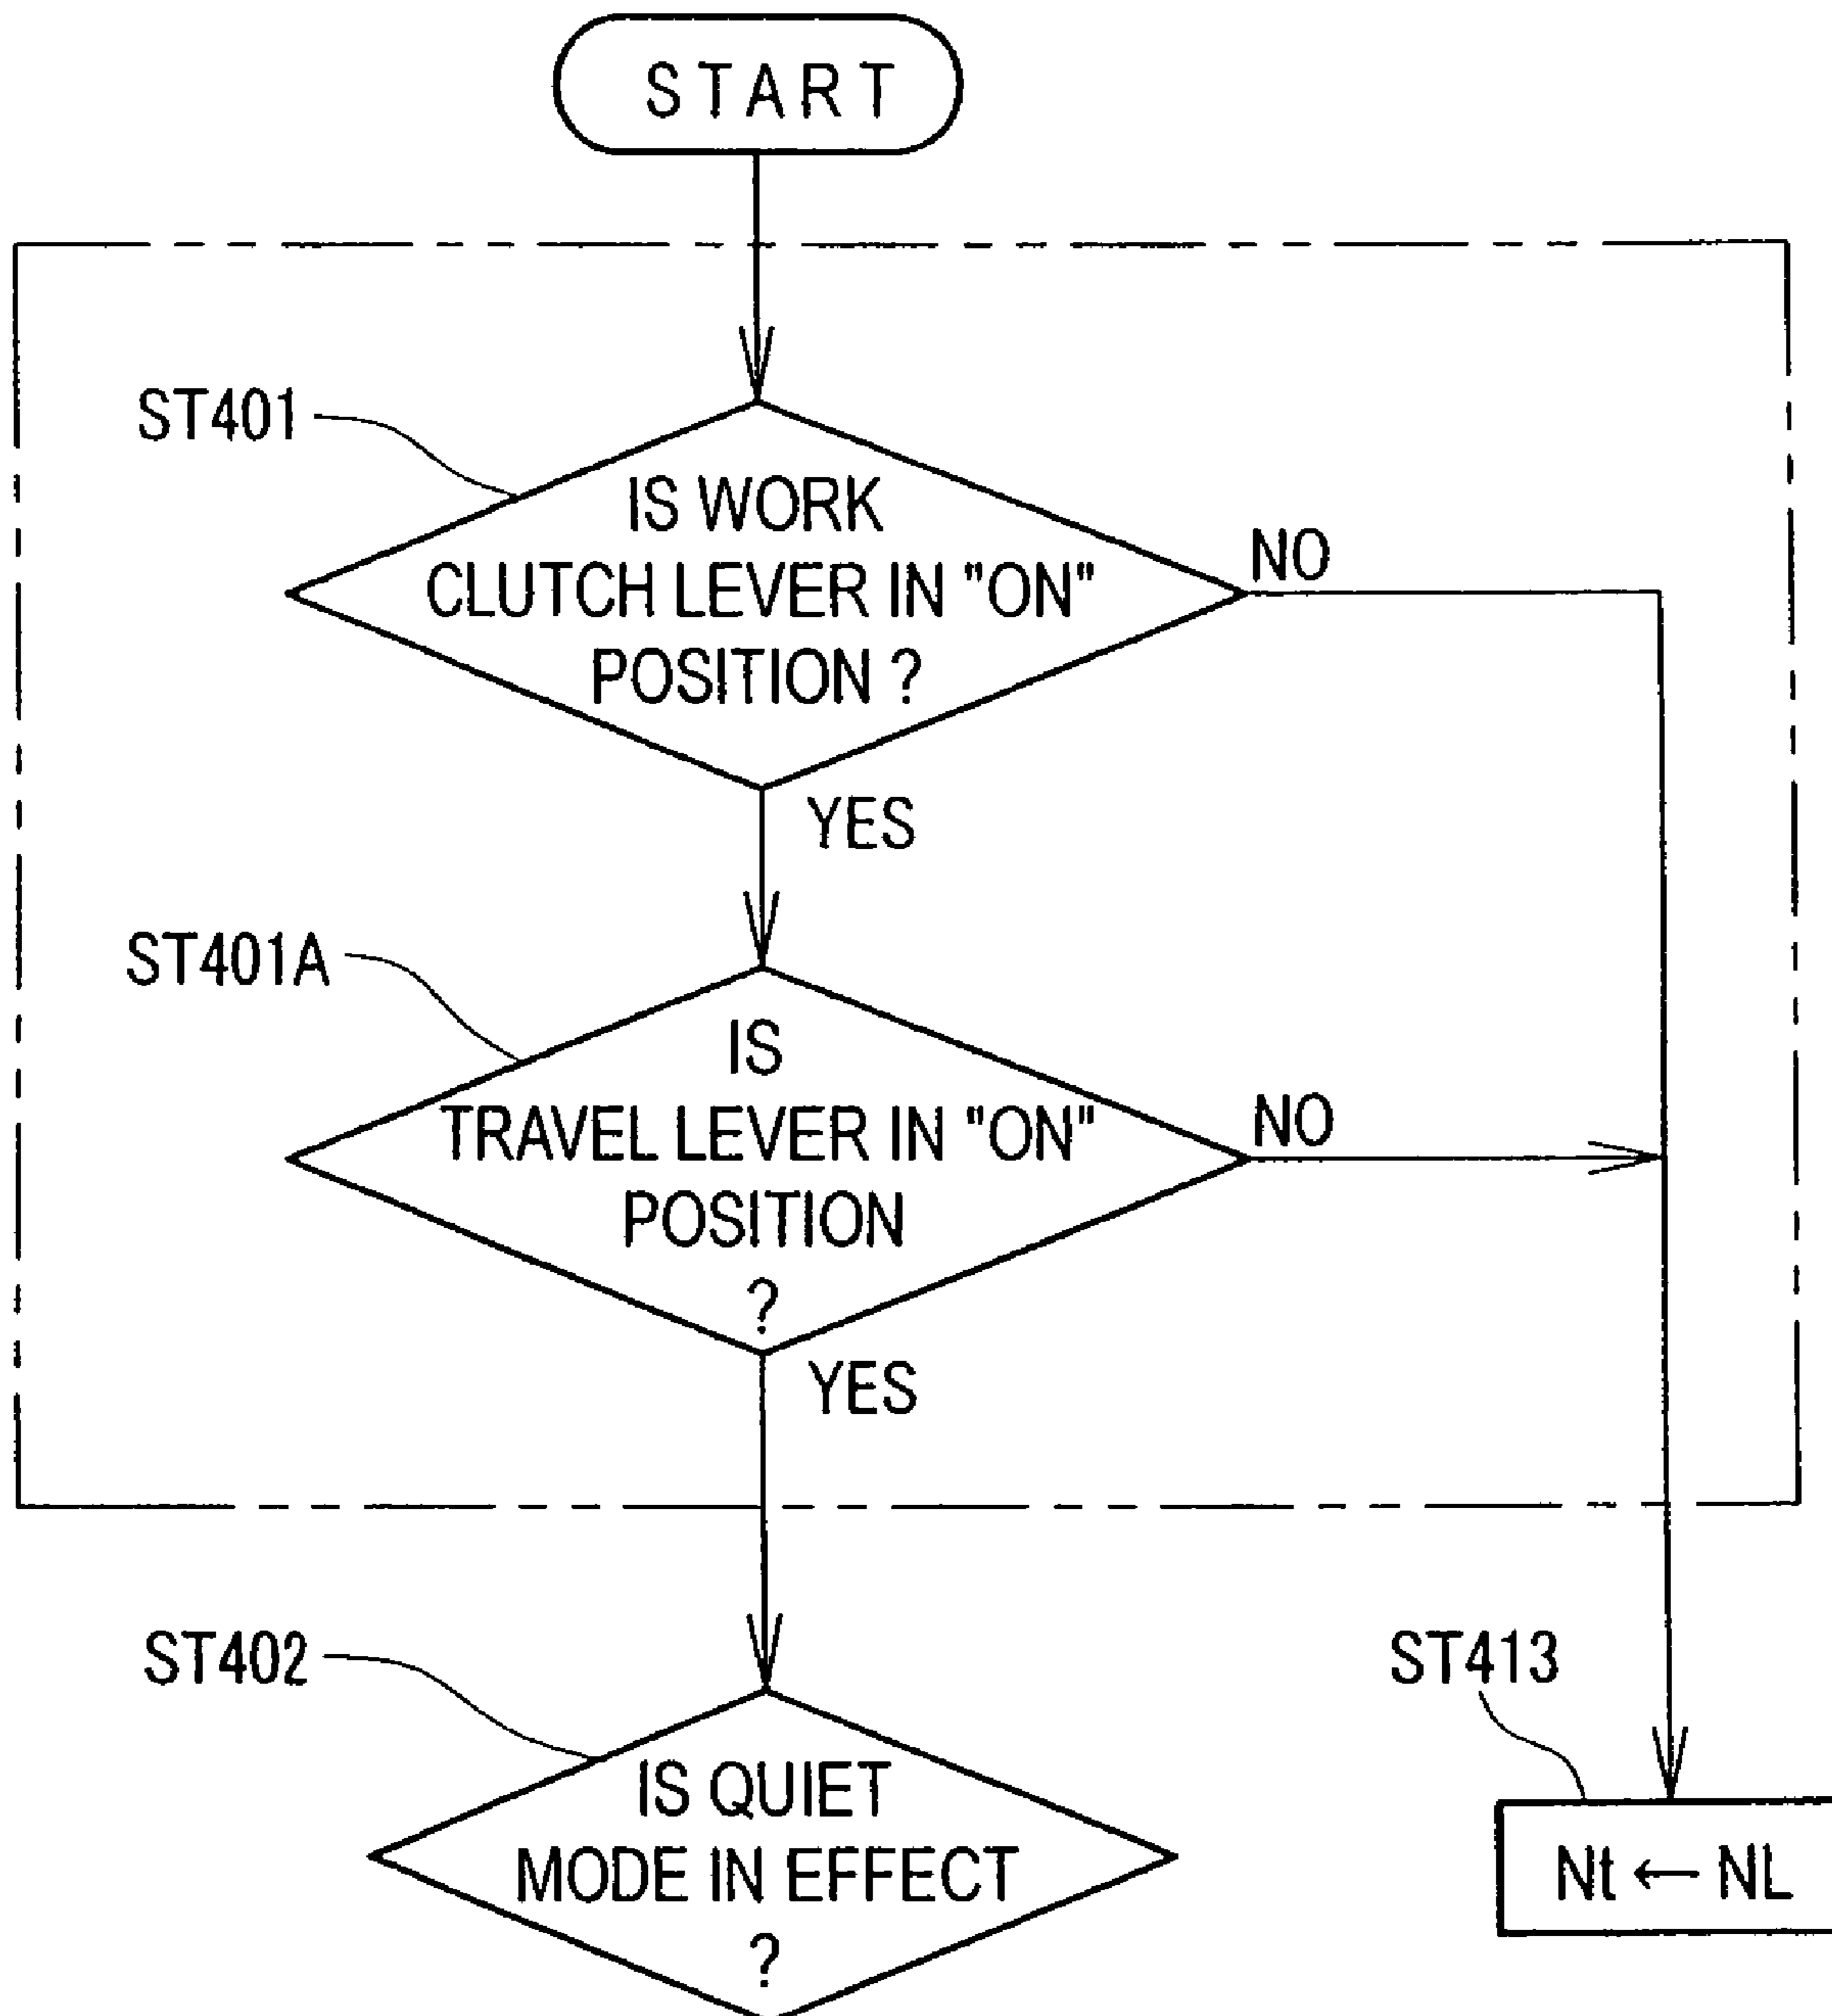 START
ST401
IS WORK
CLUTCH LEVER IN "ON"
POSITION ?
NO
YES
ST401A
IS
TRAVEL LEVER IN "ON"
POSITION
?
NO
YES
ST402
IS QUIET
MODE IN EFFECT
?
ST413
Nt ← NL